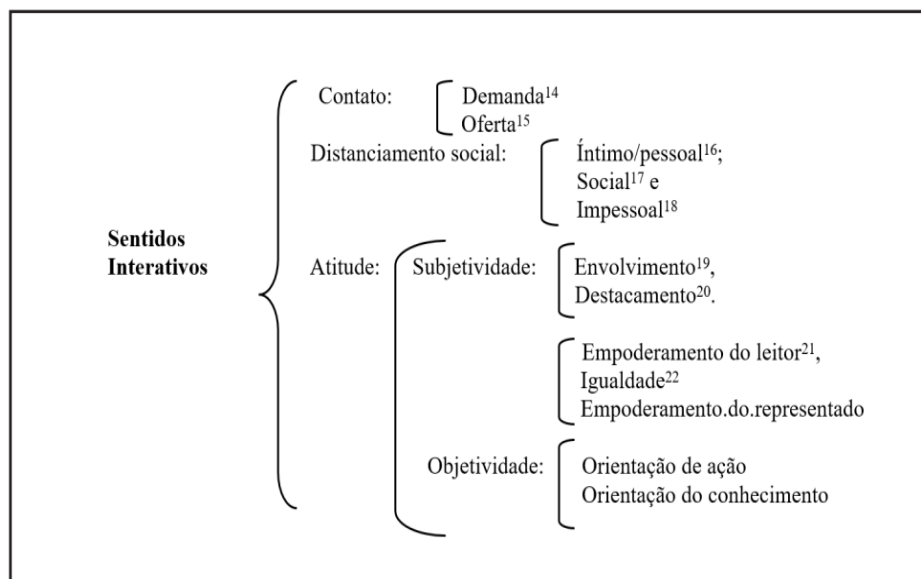 Contato:
Demanda¹⁴
Oferta¹⁵
Distanciamento social:
Íntimo/pessoal¹⁶;
Social¹⁷ e
Impessoal¹⁸
Sentidos
Interativos
Atitude:
Subjetividade:
Envolvimento¹⁹,
Destacamento²⁰.
Empoderamento do leitor²¹,
Igualdade²²
Empoderamento.do.representado
Objetividade:
Orientação de ação
Orientação do conhecimento